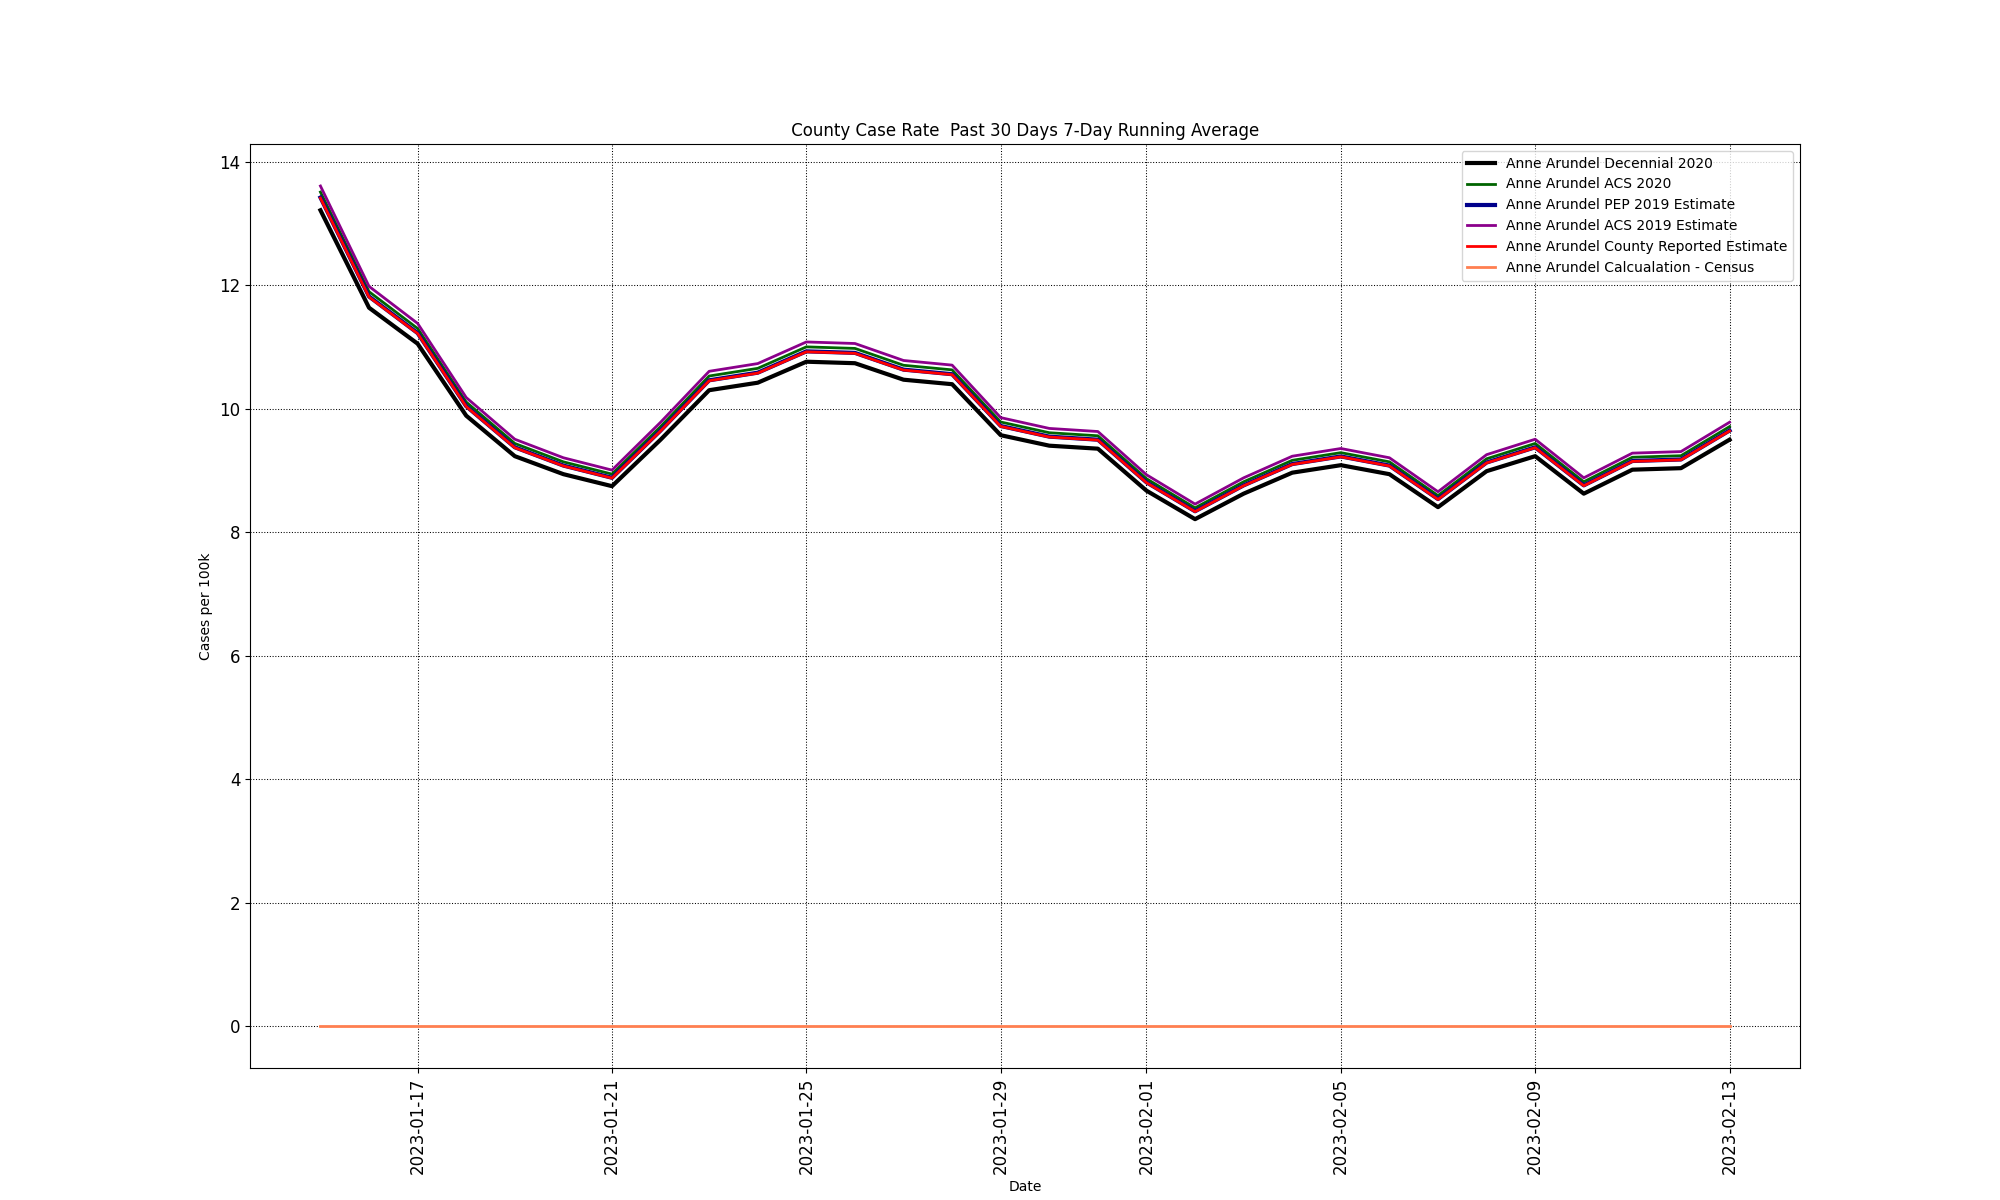 County Case Rate  Past 30 Days 7-Day Running Average
Anne Arundel Decennial 2020
Anne Arundel ACS 2020
Anne Arundel PEP 2019 Estimate
Anne Arundel ACS 2019 Estimate
Anne Arundel County Reported Estimate
Anne Arundel Calcualation - Census
14
12
10
8
6
4
2
0
Cases per 100k
2023-01-17
2023-01-21
2023-01-25
2023-01-29
2023-02-01
2023-02-05
2023-02-09
2023-02-13
Date